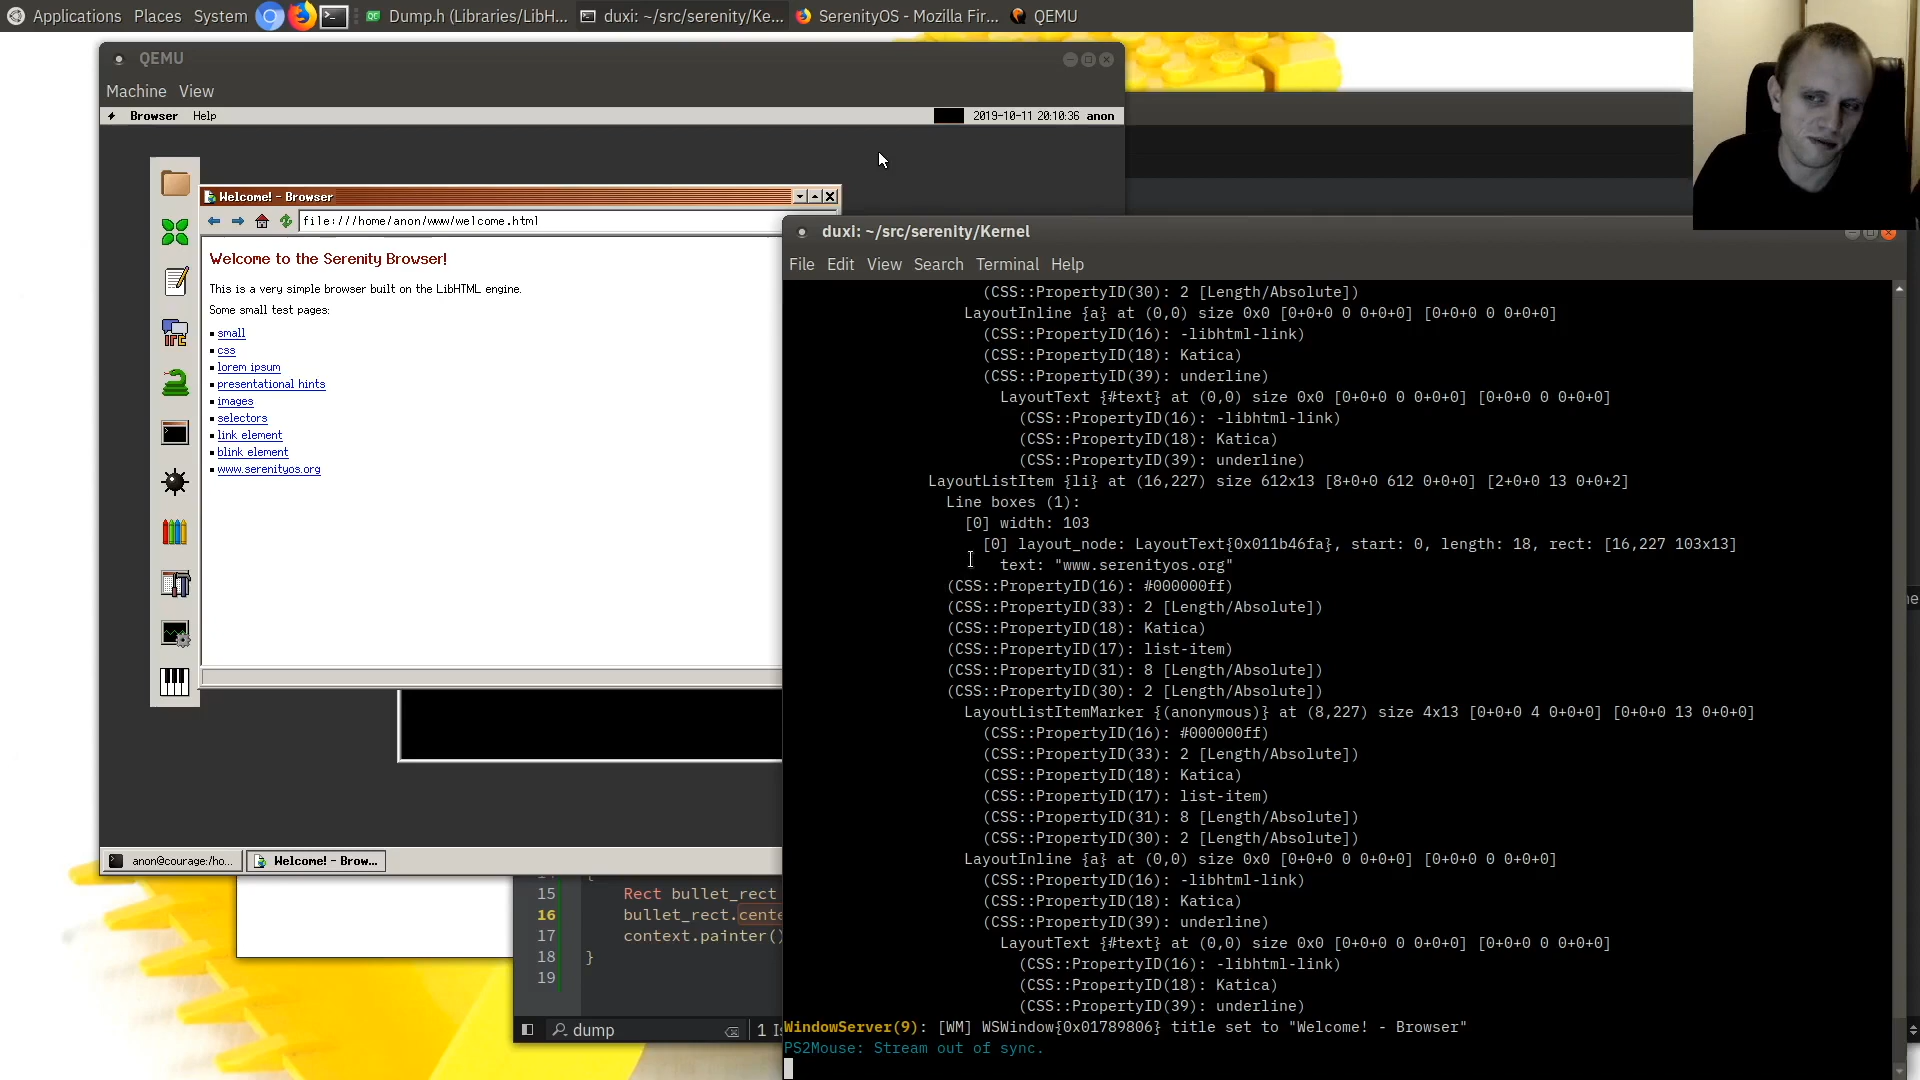 Applications Places System
Dump.h (Libraries/LibH...
duxi: ~/src/serenity/Ke...
SerenityOS - Mozilla Fir...
QEMU
QEMU
Machine View
Browser Help
2019-10-11 20:10:36 anon
Welcome! - Browser
file:///home/anon/www/welcome.html
Welcome to the Serenity Browser!
This is a very simple browser built on the LibHTML engine.
Some small test pages:
small
css
lorem ipsum
presentational hints
images
selectors
link element
blink element
www.serenityos.org
IRC
anon@courage:/ho...
Welcome! - Brow...
15 Rect bullet_rect
16 bullet_rect.cente
17 context.painter()
18 }
19
dump
duxi: ~/src/serenity/Kernel
File Edit View Search Terminal Help
(CSS::PropertyID(30): 2 [Length/Absolute])
LayoutInline {a} at (0,0) size 0x0 [0+0+0 0 0+0+0] [0+0+0 0 0+0+0]
(CSS::PropertyID(16): -libhtml-link)
(CSS::PropertyID(18): Katica)
(CSS::PropertyID(39): underline)
LayoutText {#text} at (0,0) size 0x0 [0+0+0 0 0+0+0] [0+0+0 0 0+0+0]
(CSS::PropertyID(16): -libhtml-link)
(CSS::PropertyID(18): Katica)
(CSS::PropertyID(39): underline)
LayoutListItem {li} at (16,227) size 612x13 [8+0+0 612 0+0+0] [2+0+0 13 0+0+2]
Line boxes (1):
[0] width: 103
[0] layout_node: LayoutText{0x011b46fa}, start: 0, length: 18, rect: [16,227 103x13]
text: "www.serenityos.org"
(CSS::PropertyID(16): #000000ff)
(CSS::PropertyID(33): 2 [Length/Absolute])
(CSS::PropertyID(18): Katica)
(CSS::PropertyID(17): list-item)
(CSS::PropertyID(31): 8 [Length/Absolute])
(CSS::PropertyID(30): 2 [Length/Absolute])
LayoutListItemMarker {(anonymous)} at (8,227) size 4x13 [0+0+0 4 0+0+0] [0+0+0 13 0+0+0]
(CSS::PropertyID(16): #000000ff)
(CSS::PropertyID(33): 2 [Length/Absolute])
(CSS::PropertyID(18): Katica)
(CSS::PropertyID(17): list-item)
(CSS::PropertyID(31): 8 [Length/Absolute])
(CSS::PropertyID(30): 2 [Length/Absolute])
LayoutInline {a} at (0,0) size 0x0 [0+0+0 0 0+0+0] [0+0+0 0 0+0+0]
(CSS::PropertyID(16): -libhtml-link)
(CSS::PropertyID(18): Katica)
(CSS::PropertyID(39): underline)
LayoutText {#text} at (0,0) size 0x0 [0+0+0 0 0+0+0] [0+0+0 0 0+0+0]
(CSS::PropertyID(16): -libhtml-link)
(CSS::PropertyID(18): Katica)
(CSS::PropertyID(39): underline)
WindowServer(9): [WM] WSWindow{0x01789806} title set to "Welcome! - Browser"
PS2Mouse: Stream out of sync.